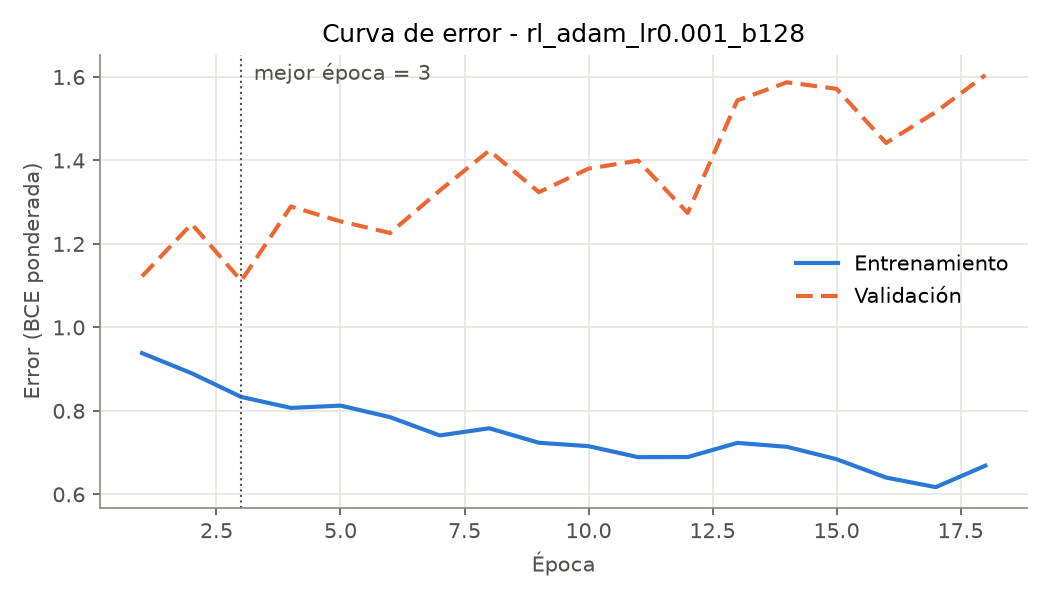 Curva de error - rl_adam_lr0.001_b128
mejor época = 3
Error (BCE ponderada)
1.6
1.4
1.2
1.0
0.8
0.6
Entrenamiento
Validación
2.5
5.0
7.5
10.0
12.5
15.0
17.5
Época